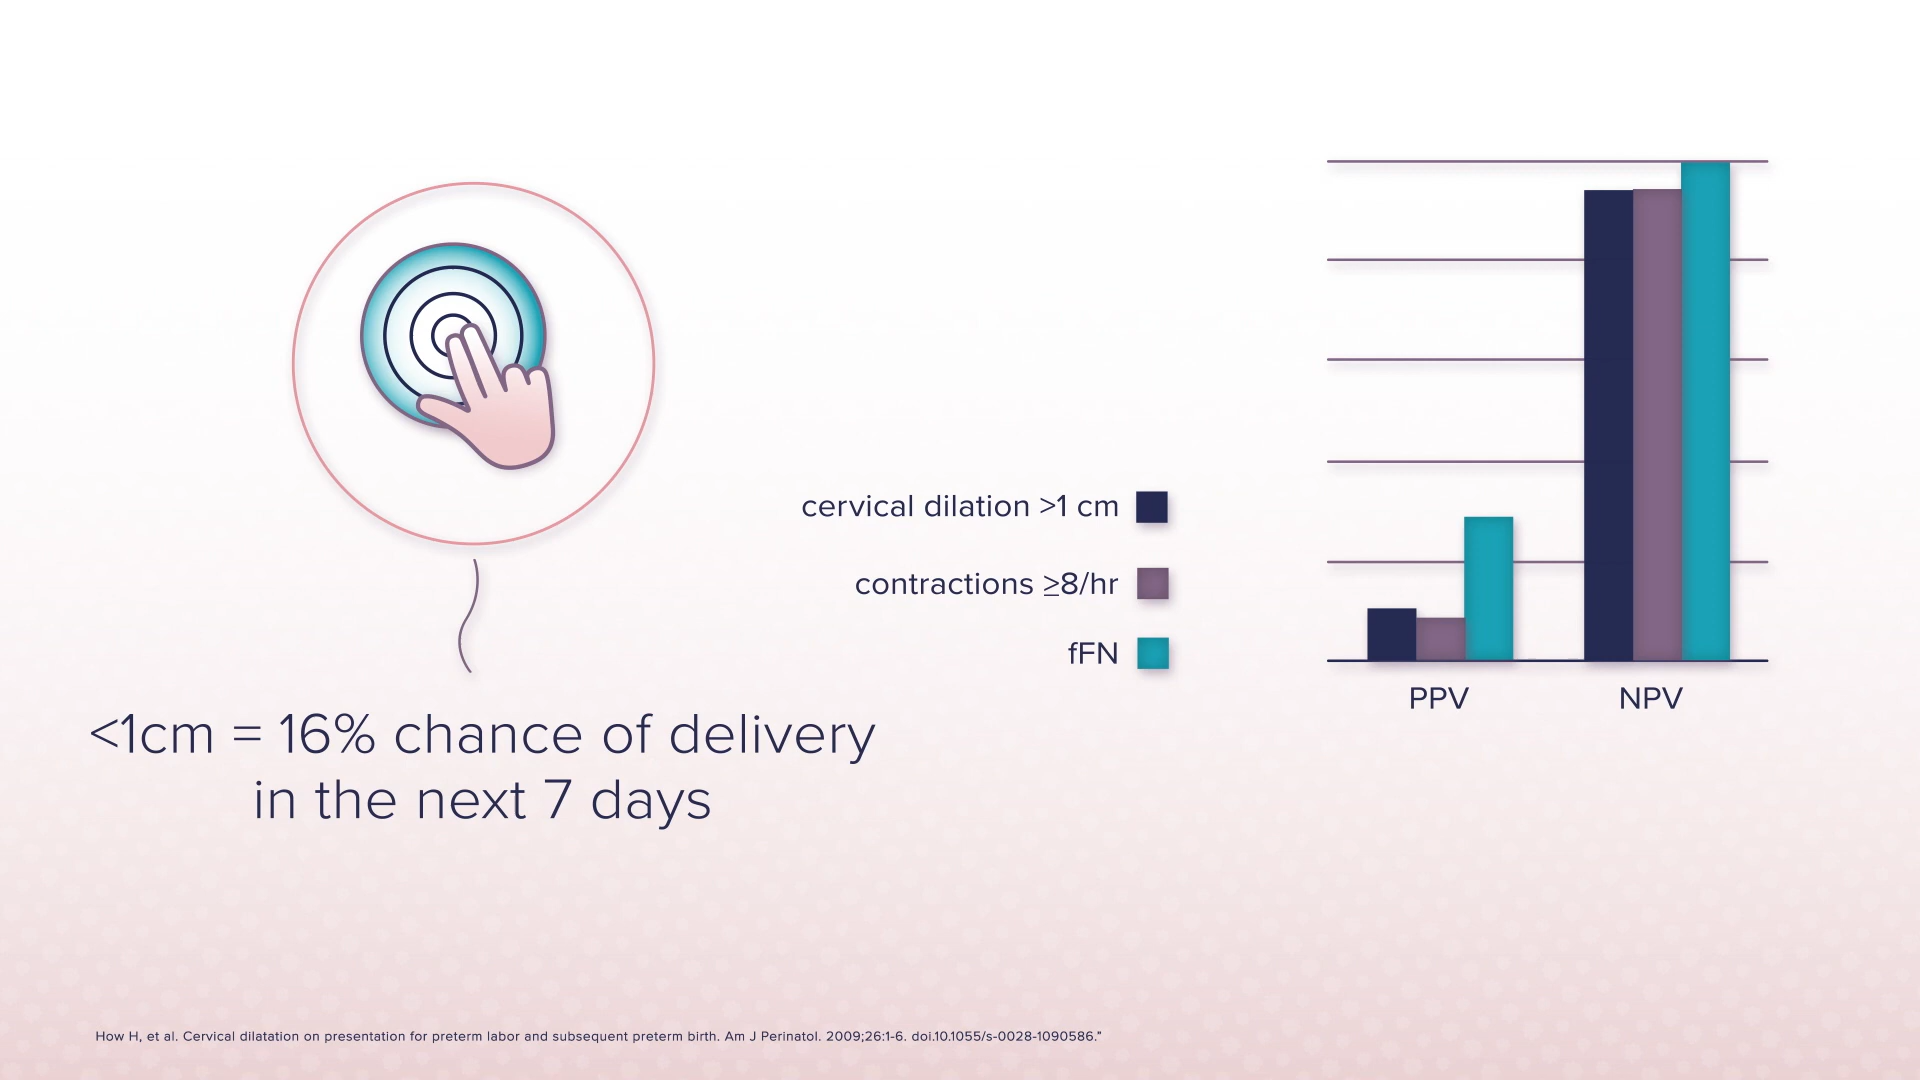 cervical dilation >1 cm
contractions ≥8/hr
fFN
PPV NPV
<1cm = 16% chance of delivery
in the next 7 days
How H, et al. Cervical dilatation on presentation for preterm labor and subsequent preterm birth. Am J Perinatol. 2009;26:1-6. doi.10.1055/s-0028-1090586.”